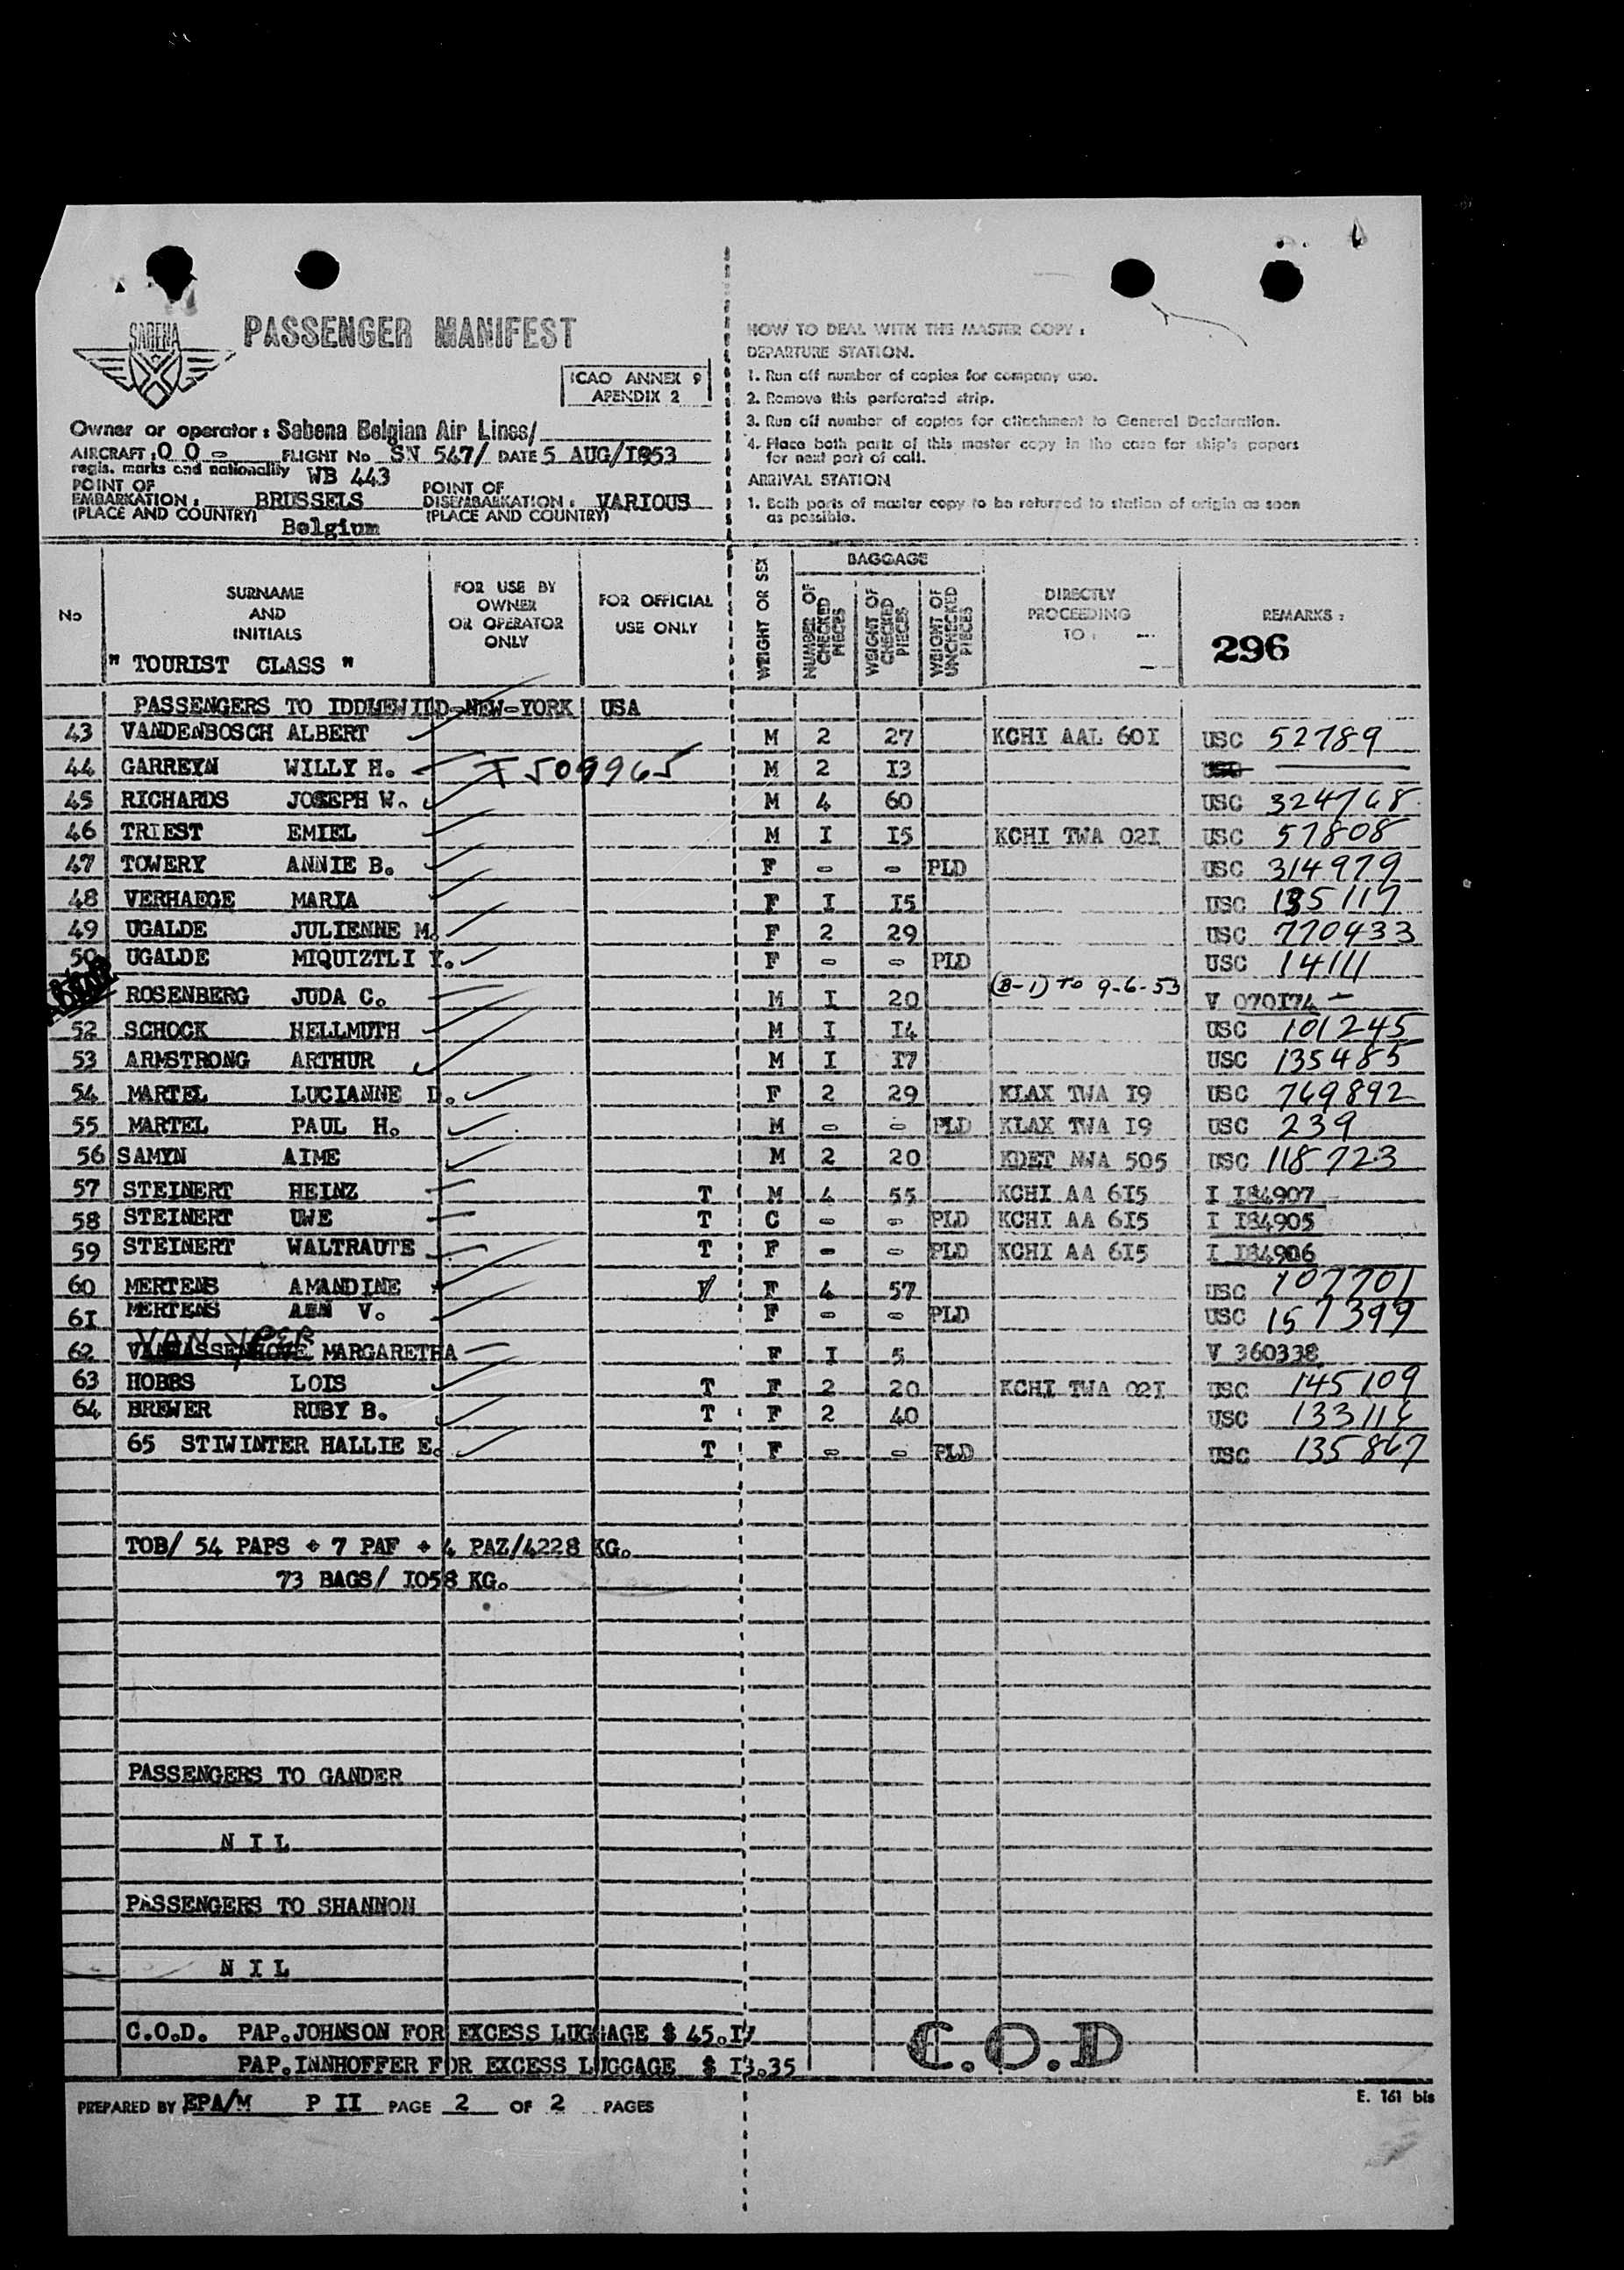 SABENA
PASSENGER MANIFEST
ICAO ANNEX 9
APENDIX 2
Owner or operator : Sabena Belgian Air Lines/
AIRCRAFT : O O - FLIGHT No SN 547/ DATE 5 AUG/I953
regis. marks and nationality WB 443
POINT OF EMBARKATION : BRUSSELS POINT OF DISEMBARKATION : VARIOUS
(PLACE AND COUNTRY) Belgium (PLACE AND COUNTRY)
HOW TO DEAL WITH THE MASTER COPY :
DEPARTURE STATION.
1. Run off number of copies for company use.
2. Remove this perforated strip.
3. Run off number of copies for attachment to General Declaration.
4. Place both parts of this master copy in the case for ship's papers
for next port of call.
ARRIVAL STATION
1. Both parts of master copy to be returned to station of origin as soon
as possible.
No
SURNAME AND INITIALS
" TOURIST CLASS "
FOR USE BY OWNER OR OPERATOR ONLY
FOR OFFICIAL USE ONLY
WEIGHT OR SEX
BAGGAGE
NUMBER OF CHECKED PIECES
WEIGHT OF CHECKED PIECES
WEIGHT OF UNCHECKED PIECES
DIRECTLY PROCEEDING TO :
REMARKS :
296
PASSENGERS TO IDDLEWILD-NEW-YORK USA
43 VANDENBOSCH ALBERT M 2 27 KCHI AAL 60I USC 52789
44 GARREYN WILLY H. I 509965 M 2 I3
45 RICHARDS JOSEPH W. M 4 60 USC 324768
46 TRIEST EMIEL M I I5 KCHI TWA 02I USC 57808
47 TOWERY ANNIE B. F - - PLD USC 314979
48 VERHAEGE MARIA F I I5 USC 135117
49 UGALDE JULIENNE M. F 2 29 USC 770433
50 UGALDE MIQUIZTLI Y. F - - PLD USC 14111
ROSENBERG JUDA C. M I 20 (B-1) to 9-6-53 V 070I74 -
52 SCHOCK HELLMUTH M I I4 USC 101245
53 ARMSTRONG ARTHUR M I I7 USC 135485
54 MARTEL LUCIANNE D. F 2 29 KLAX TWA I9 USC 769892
55 MARTEL PAUL H. M - - PLD KLAX TWA I9 USC 239
56 SAMYN AIME M 2 20 KDET NWA 505 USC 118723
57 STEINERT HEINZ T M 4 55 KCHI AA 6I5 I I84907
58 STEINERT UWE T C - - PLD KCHI AA 6I5 I I84905
59 STEINERT WALTRAUTE T F - - PLD KCHI AA 6I5 I I84906
60 MERTENS AMANDINE F 4 57 USC 107701
61 MERTENS ANN V. F - - PLD USC 157399
62 VAN YPER MARGARETHA F I 5 V 360338
63 HOBBS LOIS T F 2 20 KCHI TWA 02I USC 145109
64 BREWER RUBY B. T F 2 40 USC 133116
65 STIWINTER HALLIE E. T F - - PLD USC 135867
TOB/ 54 PAPS + 7 PAF + 4 PAZ/4228 KG.
73 BAGS/ I058 KG.
PASSENGERS TO GANDER
N I L
PASSENGERS TO SHANNON
N I L
C.O.D. PAP.JOHNSON FOR EXCESS LUGGAGE $ 45.I7
PAP.INNHOFFER FOR EXCESS LUGGAGE $ I3.35
C.O.D
PREPARED BY EPA/M P II PAGE 2 OF 2 PAGES
E. 161 bis